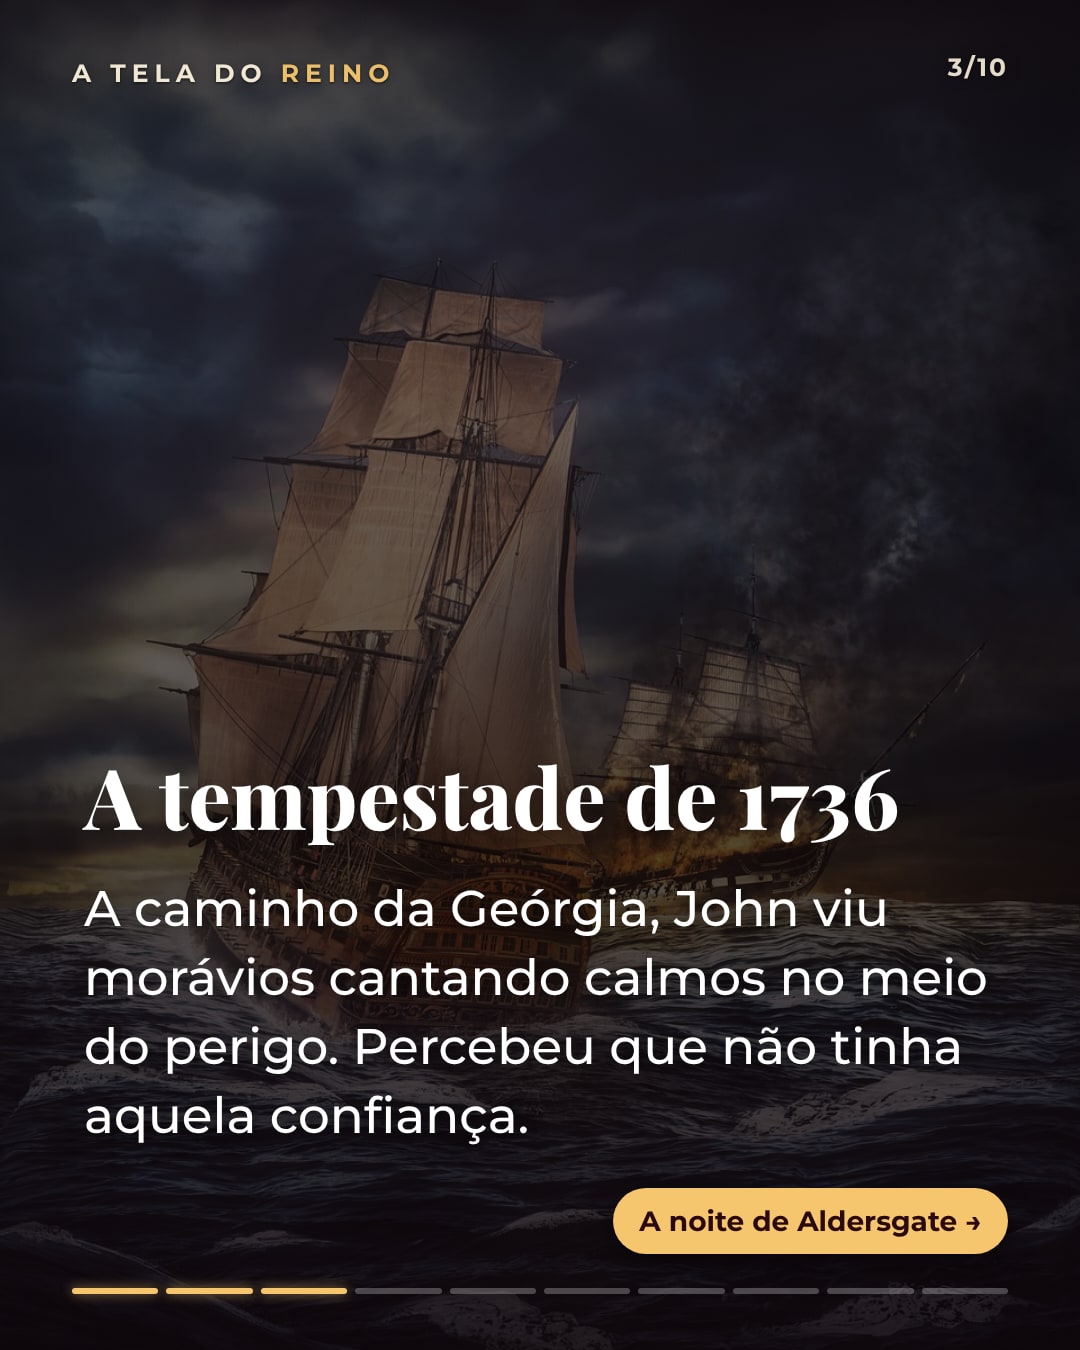 A TELA DO REINO
3/10
A tempestade de 1736
A caminho da Geórgia, John viu
morávios cantando calmos no meio
do perigo. Percebeu que não tinha
aquela confiança.
A noite de Aldersgate →